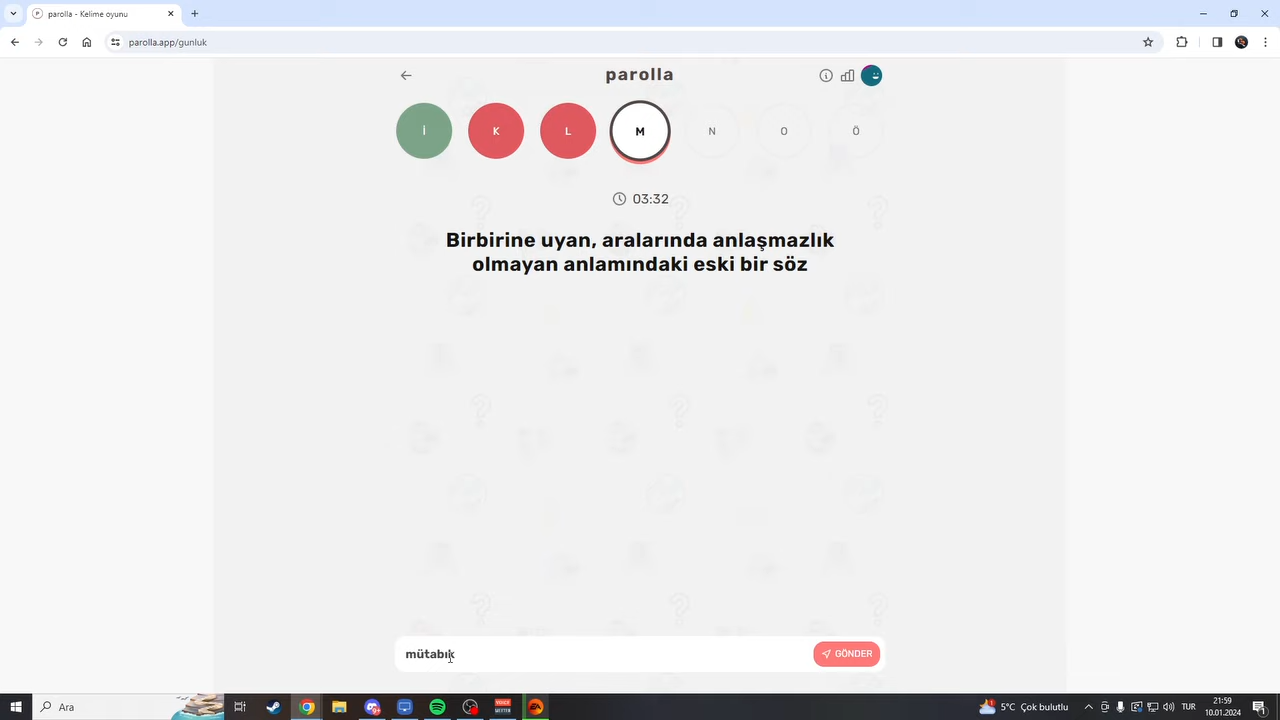 parolla - Kelime oyunu
parolla.app/gunluk
parolla
İ K L M N O Ö
03:32
Birbirine uyan, aralarında anlaşmazlık
olmayan anlamındaki eski bir söz
mütabık
GÖNDER
Ara
5°C Çok bulutlu
TUR
21:59
10.01.2024